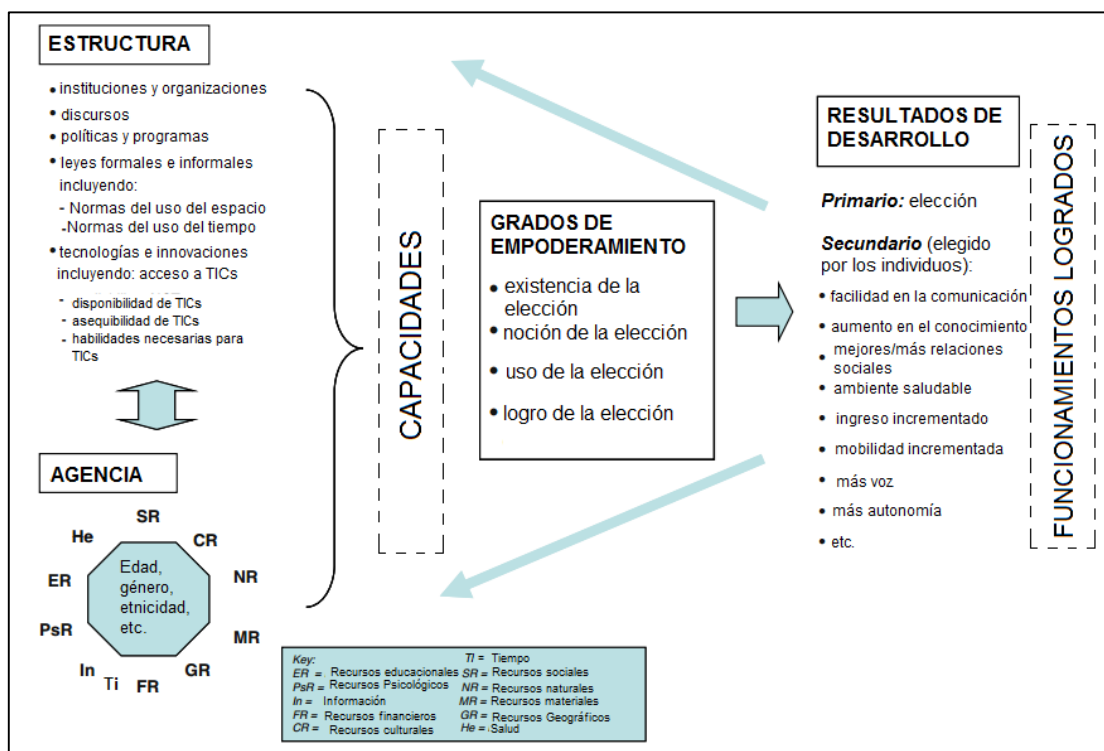 ESTRUCTURA
• instituciones y organizaciones
• discursos
• políticas y programas
• leyes formales e informales
incluyendo:
- Normas del uso del espacio
-Normas del uso del tiempo
• tecnologías e innovaciones
incluyendo: acceso a TICs
- disponibilidad de TICs
- asequibilidad de TICs
- habilidades necesarias para
TICs
AGENCIA
SR
He
CR
ER
NR
PsR
MR
In
Ti
FR
GR
Edad,
género,
etnicidad,
etc.
CAPACIDADES
GRADOS DE
EMPODERAMIENTO
• existencia de la
elección
• noción de la elección
• uso de la elección
• logro de la elección
RESULTADOS DE
DESARROLLO
Primario: elección
Secundario (elegido
por los individuos):
• facilidad en la comunicación
• aumento en el conocimiento
• mejores/más relaciones
sociales
• ambiente saludable
• ingreso incrementado
• mobilidad incrementada
• más voz
• más autonomía
• etc.
FUNCIONAMIENTOS LOGRADOS
Key:
ER = Recursos educacionales
PsR = Recursos Psicológicos
In = Información
FR = Recursos financieros
CR = Recursos culturales
TI = Tiempo
SR = Recursos sociales
NR = Recursos naturales
MR = Recursos materiales
GR = Recursos Geográficos
He = Salud